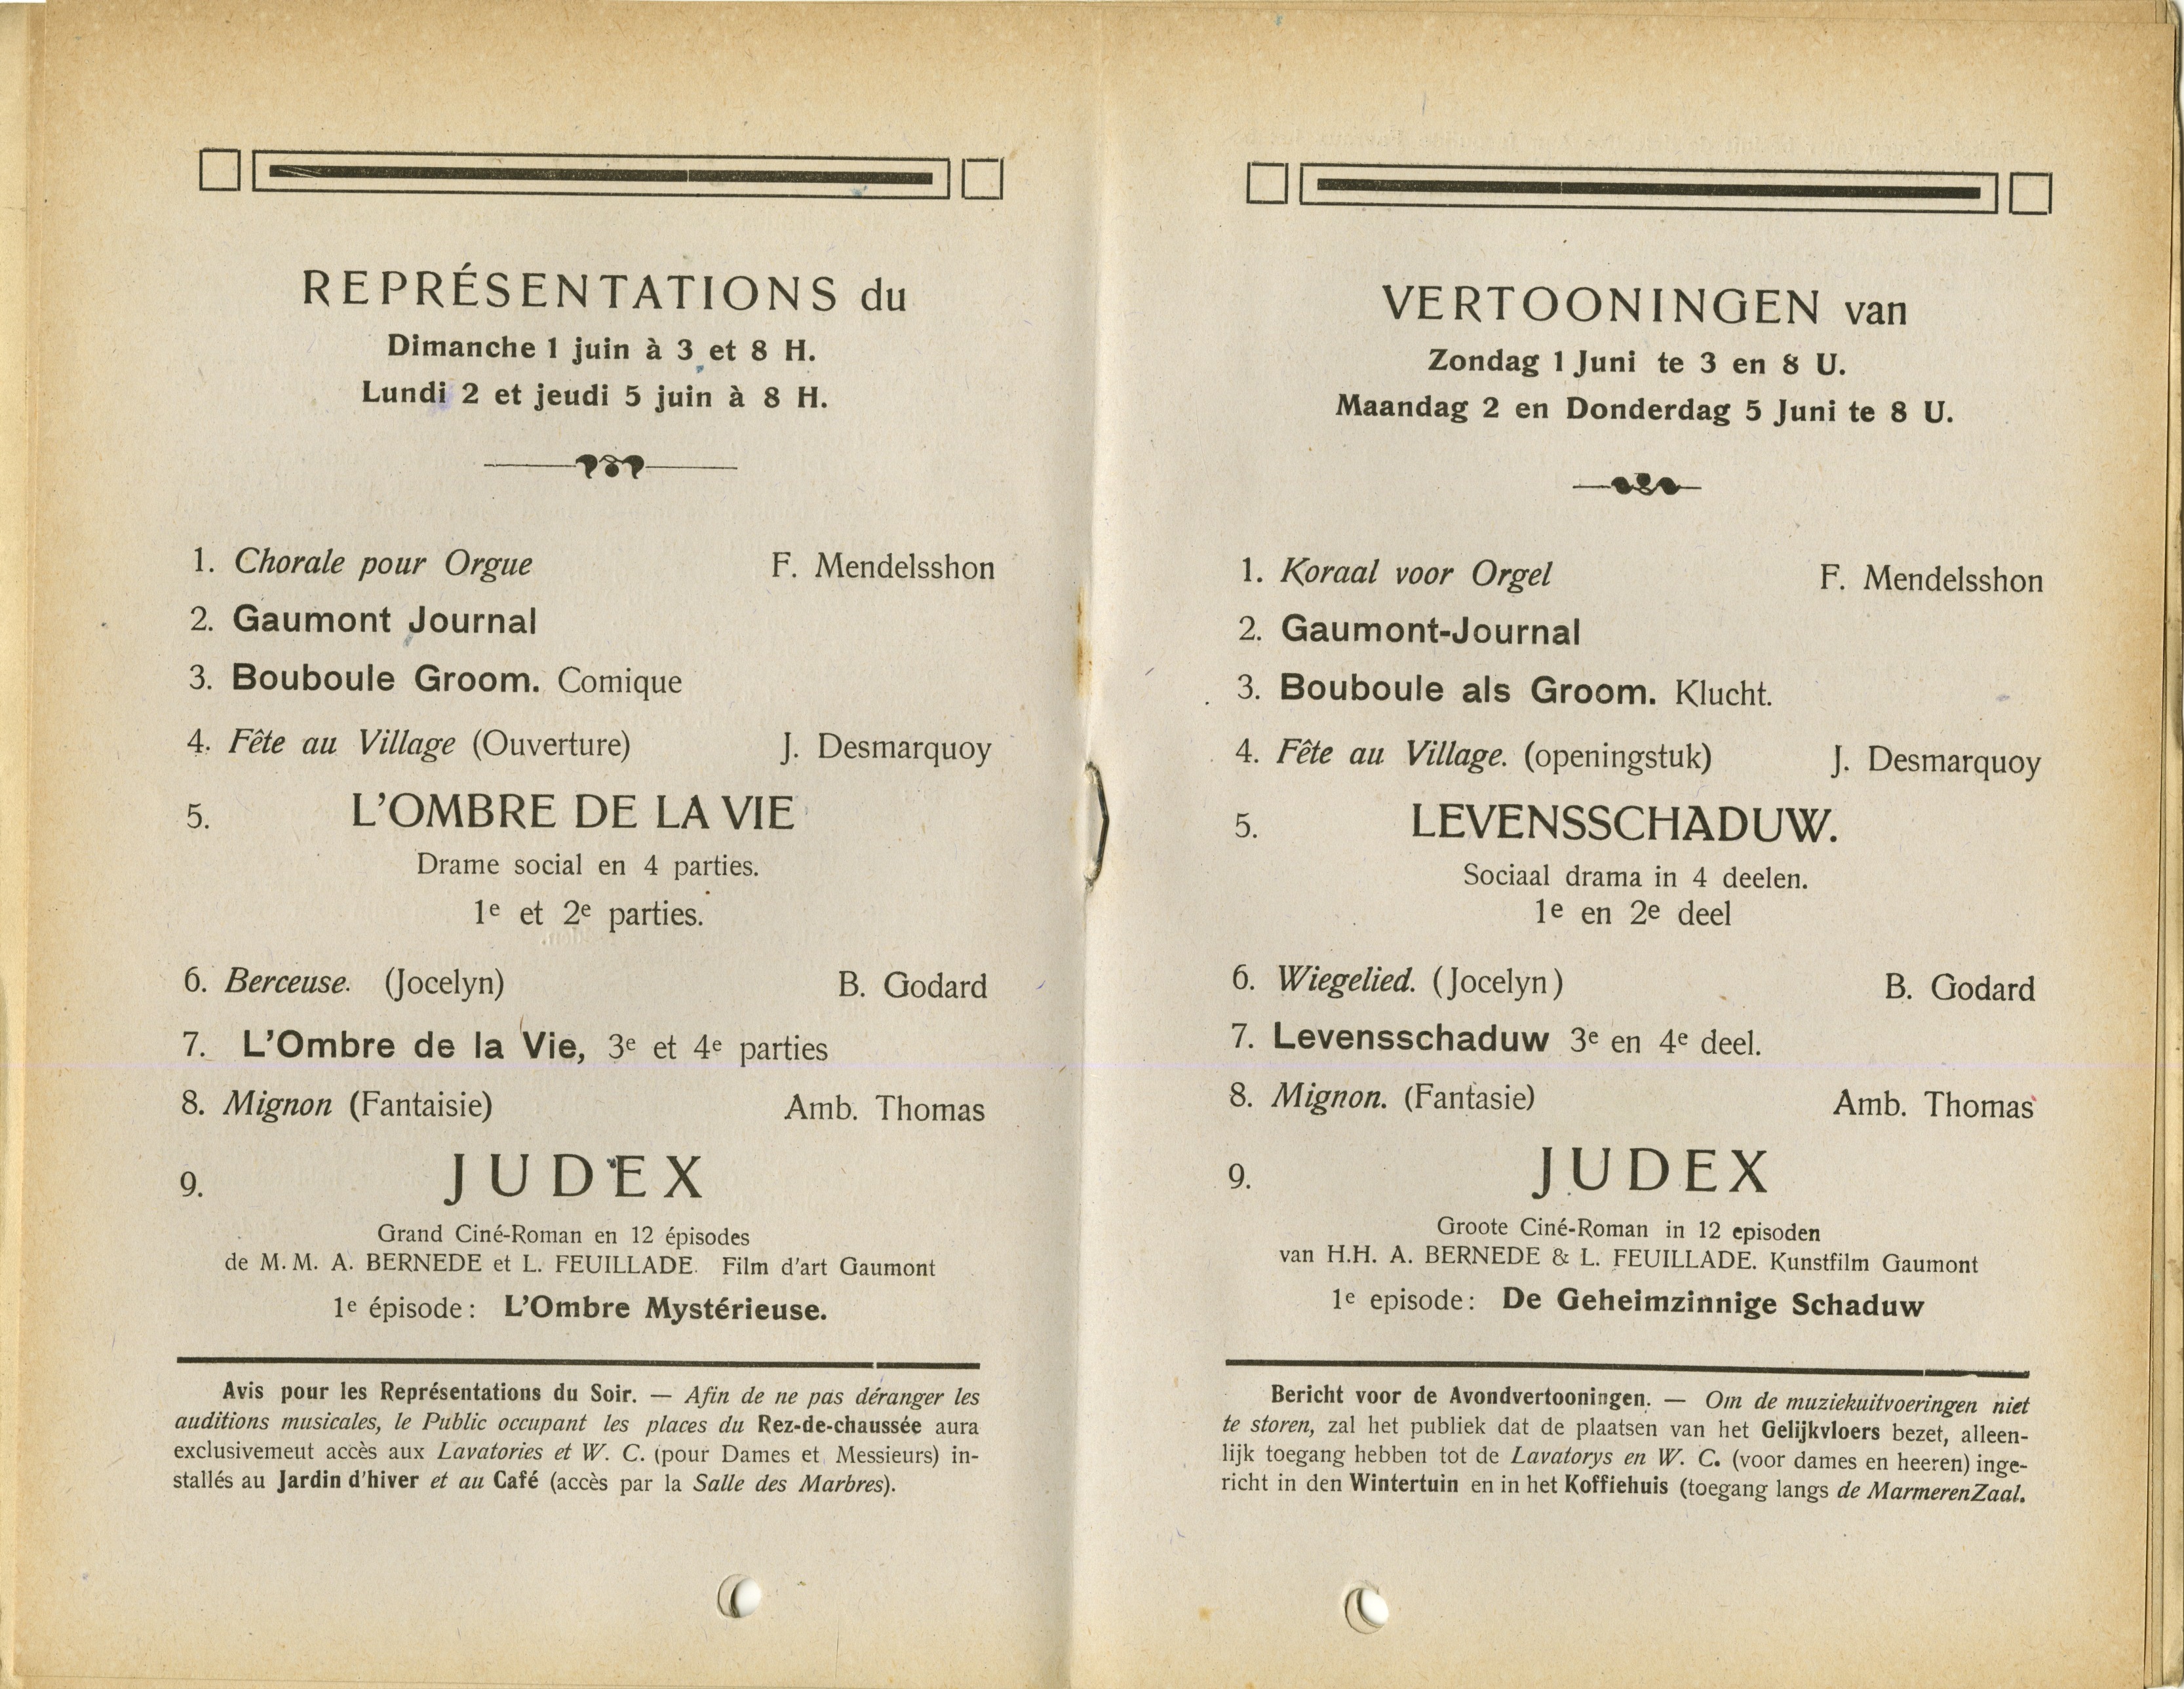 REPRÉSENTATIONS du
Dimanche 1 juin à 3 et 8 H.
Lundi 2 et jeudi 5 juin à 8 H.
1. Chorale pour Orgue F. Mendelsshon
2. Gaumont Journal
3. Bouboule Groom. Comique
4. Fête au Village (Ouverture) J. Desmarquoy
5. L'OMBRE DE LA VIE
Drame social en 4 parties.
1e et 2e parties.
6. Berceuse. (Jocelyn) B. Godard
7. L'Ombre de la Vie, 3e et 4e parties
8. Mignon (Fantaisie) Amb. Thomas
9. JUDEX
Grand Ciné-Roman en 12 épisodes
de M. M. A. BERNEDE et L. FEUILLADE. Film d'art Gaumont
1e épisode : L'Ombre Mystérieuse.
Avis pour les Représentations du Soir. — Afin de ne pas déranger les
auditions musicales, le Public occupant les places du Rez-de-chaussée aura
exclusivemeut accès aux Lavatories et W. C. (pour Dames et Messieurs) in-
stallés au Jardin d'hiver et au Café (accès par la Salle des Marbres).
VERTOONINGEN van
Zondag 1 Juni te 3 en 8 U.
Maandag 2 en Donderdag 5 Juni te 8 U.
1. Koraal voor Orgel F. Mendelsshon
2. Gaumont-Journal
3. Bouboule als Groom. Klucht.
4. Fête au Village. (openingstuk) J. Desmarquoy
5. LEVENSSCHADUW.
Sociaal drama in 4 deelen.
1e en 2e deel
6. Wiegelied. (Jocelyn) B. Godard
7. Levensschaduw 3e en 4e deel.
8. Mignon. (Fantasie) Amb. Thomas
9. JUDEX
Groote Ciné-Roman in 12 episoden
van H.H. A. BERNEDE & L. FEUILLADE. Kunstfilm Gaumont
1e episode : De Geheimzinnige Schaduw
Bericht voor de Avondvertooningen. — Om de muziekuitvoeringen niet
te storen, zal het publiek dat de plaatsen van het Gelijkvloers bezet, alleen-
lijk toegang hebben tot de Lavatorys en W. C. (voor dames en heeren) inge-
richt in den Wintertuin en in het Koffiehuis (toegang langs de MarmerenZaal.